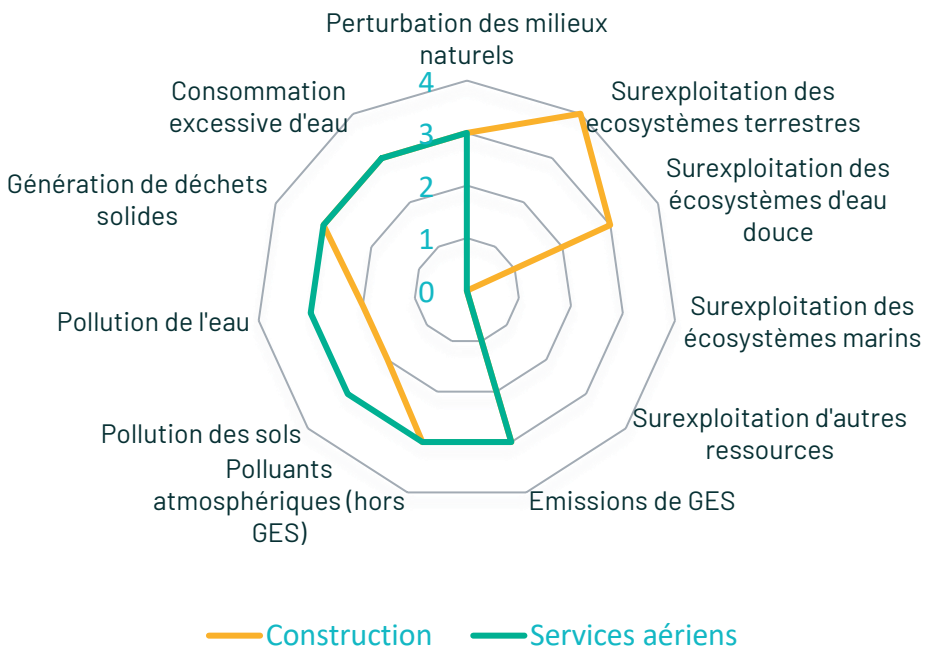 Perturbation des milieux
naturels
Surexploitation des
ecosystèmes terrestres
Surexploitation des
écosystèmes d'eau
douce
Surexploitation des
écosystèmes marins
Surexploitation d'autres
ressources
Emissions de GES
Polluants
atmosphériques (hors
GES)
Pollution des sols
Pollution de l'eau
Génération de déchets
solides
Consommation
excessive d'eau
4
3
2
1
0
Construction
Services aériens